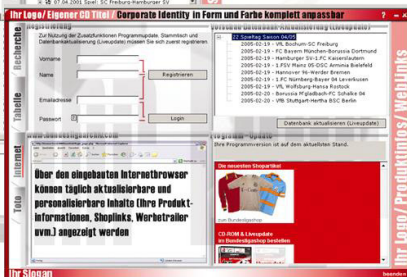 07.04.2001 Spiel: SC Freiburg-Hamburger SV
Ihr Logo / Eigener CD Titel / Corporate Identity in Form und Farbe komplett anpassbar
Recherche
Tabelle
Internet
Toto
Zur Nutzung der Zusatzfunktionen Programmupdate, Stammtisch und
Datenbankaktualisierung (Liveupdate) müssen Sie sich zuerst registrieren
Vorname
Name
Registrieren
Emailadresse
Passwort
Login
22 Spieltag Saison 04/05
2005-02-19 - VfL Bochum-SC Freiburg
2005-02-19 - FC Bayern München-Borussia Dortmund
2005-02-19 - Hamburger SV-1.FC Kaiserslautern
2005-02-19 - 1.FSV Mainz 05-DSC Arminia Bielefeld
2005-02-19 - Hannover 96-Werder Bremen
2005-02-19 - 1.FC Nürnberg-Bayer 04 Leverkusen
2005-02-19 - VfL Wolfsburg-Hansa Rostock
2005-02-20 - Borussia M'gladbach-FC Schalke 04
2005-02-20 - VfB Stuttgart-Hertha BSC Berlin
Datenbank aktualisieren (Liveupdate)
Über den eingebauten Internetbrowser
können täglich aktualisierbare und
personalisierbare Inhalte (Ihre Produkt-
informationen, Shoplinks, Werbetrailer
uvm.) angezeigt werden
Programm-Update
Ihre Programmversion ist auf dem aktuellsten Stand.
Die neuesten Shopartikel
zum Bundesligashop
CD-ROM & Liveupdate
im Bundesligashop bestellen
Ihr Logo/ Produktinfos/ WebLinks
Ihr Slogan
beenden